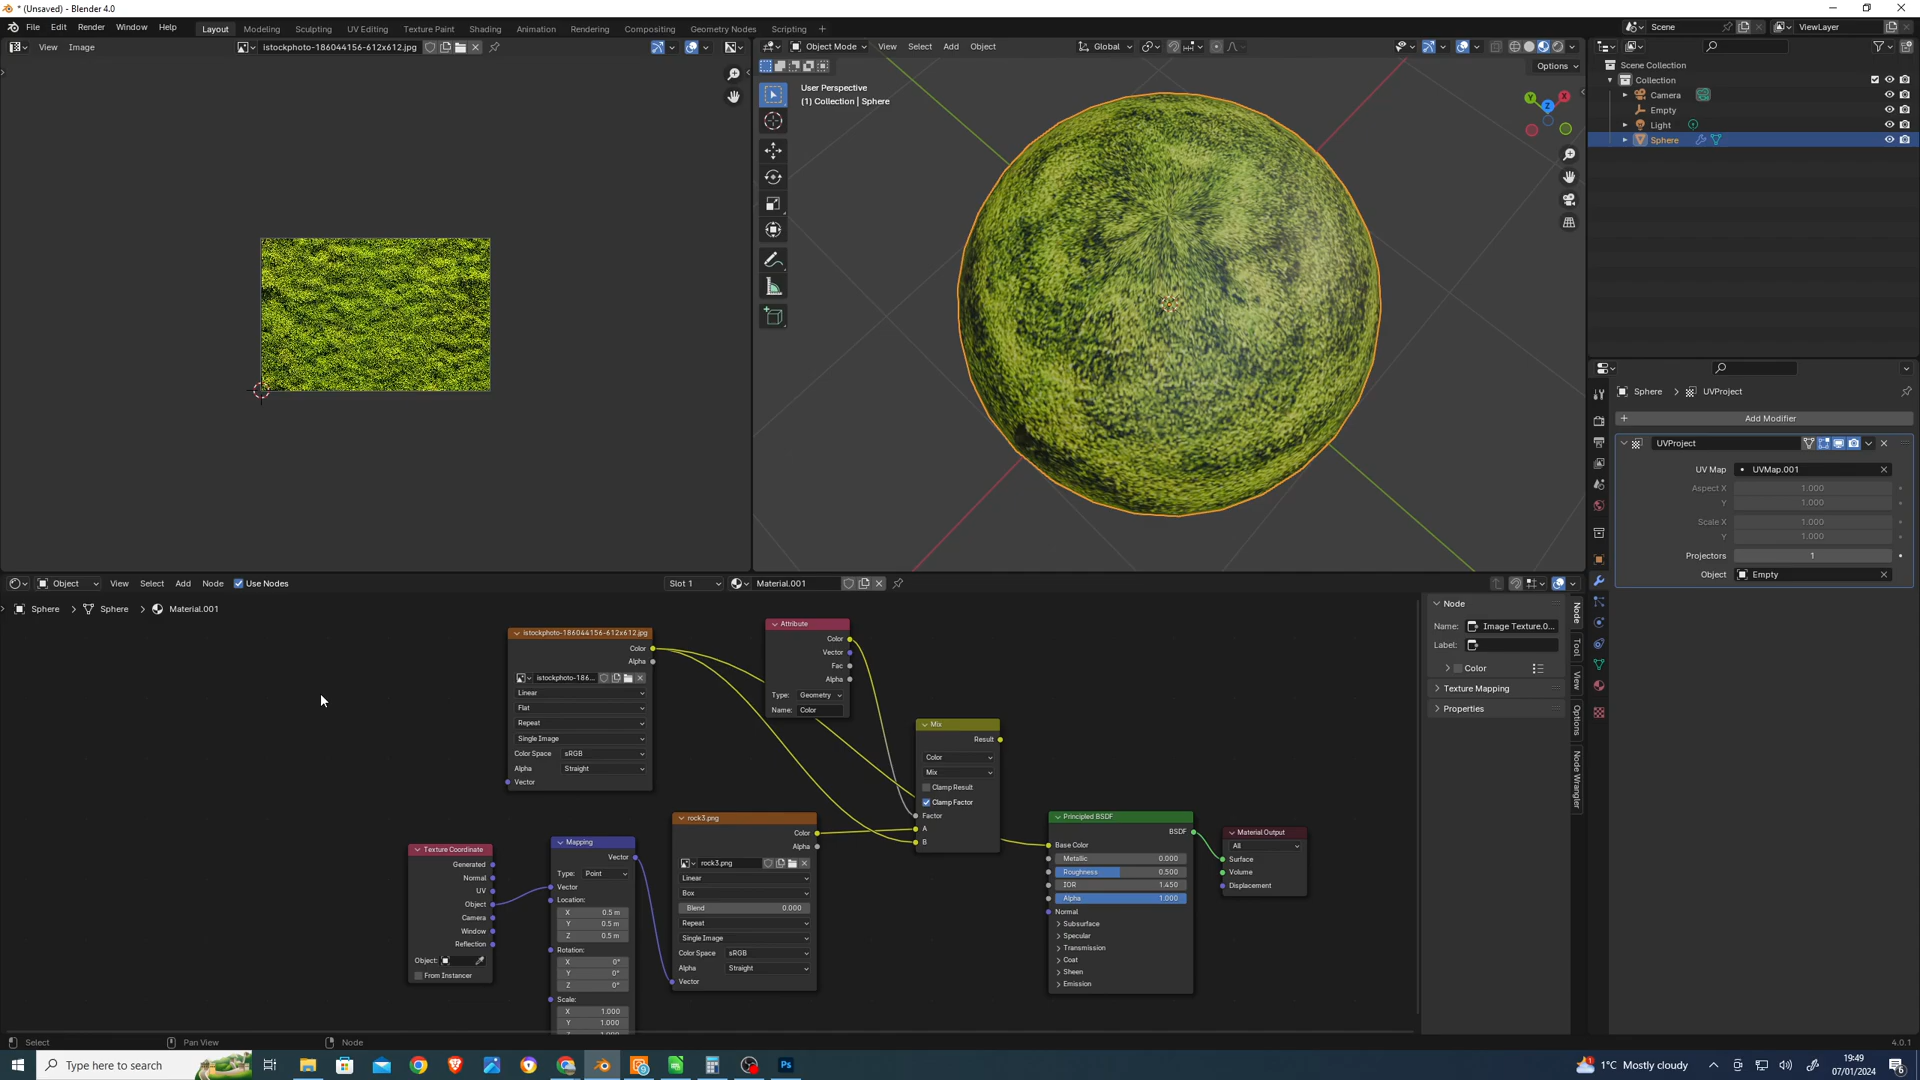 * (Unsaved) - Blender 4.0
File Edit Render Window Help Layout Modeling Sculpting UV Editing Texture Paint Shading Animation Rendering Compositing Geometry Nodes Scripting + Scene ViewLayer
View Image istockphoto-186044156-612x612.jpg
Object Mode View Select Add Object Global
Options
User Perspective
(1) Collection | Sphere
Scene Collection
Collection
Camera
Empty
Light
Sphere
Sphere > UVProject
+ Add Modifier
UVProject
UV Map UVMap.001
Aspect X 1.000
Y 1.000
Scale X 1.000
Y 1.000
Projectors 1
Object Empty
Object View Select Add Node Use Nodes Slot 1 Material.001
Sphere > Sphere > Material.001
istockphoto-186044156-612x612.jpg
Color
Alpha
istockphoto-186...
Linear
Flat
Repeat
Single Image
Color Space sRGB
Alpha Straight
Vector
Attribute
Color
Vector
Fac
Alpha
Type: Geometry
Name: Color
Mix
Result
Color
Mix
Clamp Result
Clamp Factor
Factor
A
B
Texture Coordinate
Generated
Normal
UV
Object
Camera
Window
Reflection
Object:
From Instancer
Mapping
Vector
Type: Point
Vector
Location:
X 0.5 m
Y 0.5 m
Z 0.5 m
Rotation:
X 0°
Y 0°
Z 0°
Scale:
X 1.000
Y 1.000
rock3.png
Color
Alpha
rock3.png
Linear
Box
Blend 0.000
Repeat
Single Image
Color Space sRGB
Alpha Straight
Vector
Principled BSDF
BSDF
Base Color
Metallic 0.000
Roughness 0.500
IOR 1.450
Alpha 1.000
Normal
Subsurface
Specular
Transmission
Coat
Sheen
Emission
Material Output
All
Surface
Volume
Displacement
Node
Name: Image Texture.0...
Label:
Color
Texture Mapping
Properties
Node
Tool
View
Options
Node Wrangler
Select Pan View Node 4.0.1
Type here to search
1°C Mostly cloudy
19:49
07/01/2024